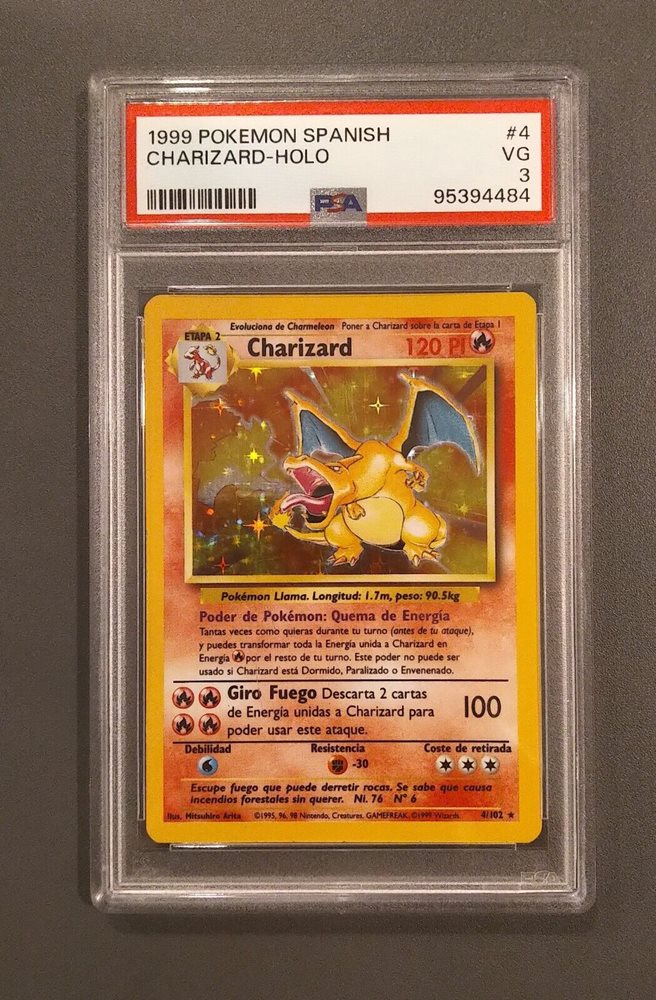 1999 POKEMON SPANISH #4
CHARIZARD-HOLO VG
3
PSA 95394484
Evoluciona de Charmeleon Poner a Charizard sobre la carta de Etapa 1
ETAPA 2
Charizard 120 PI
Pokémon Llama. Longitud: 1.7m, peso: 90.5kg
Poder de Pokémon: Quema de Energía
Tantas veces como quieras durante tu turno (antes de tu ataque),
y puedes transformar toda la Energía unida a Charizard en
Energía por el resto de tu turno. Este poder no puede ser
usado si Charizard está Dormido, Paralizado o Envenenado.
Giro Fuego Descarta 2 cartas
de Energía unidas a Charizard para 100
poder usar este ataque.
Debilidad Resistencia Coste de retirada
-30
Escupe fuego que puede derretir rocas. Se sabe que causa
incendios forestales sin querer. Ni. 76 Nº 6
Ilus. Mitsuhiro Arita ©1995, 96, 98 Nintendo, Creatures, GAMEFREAK. ©1999 Wizards. 4/102 ★